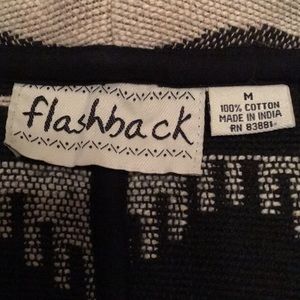 flashback
M
100% COTTON
MADE IN INDIA
RN 83881